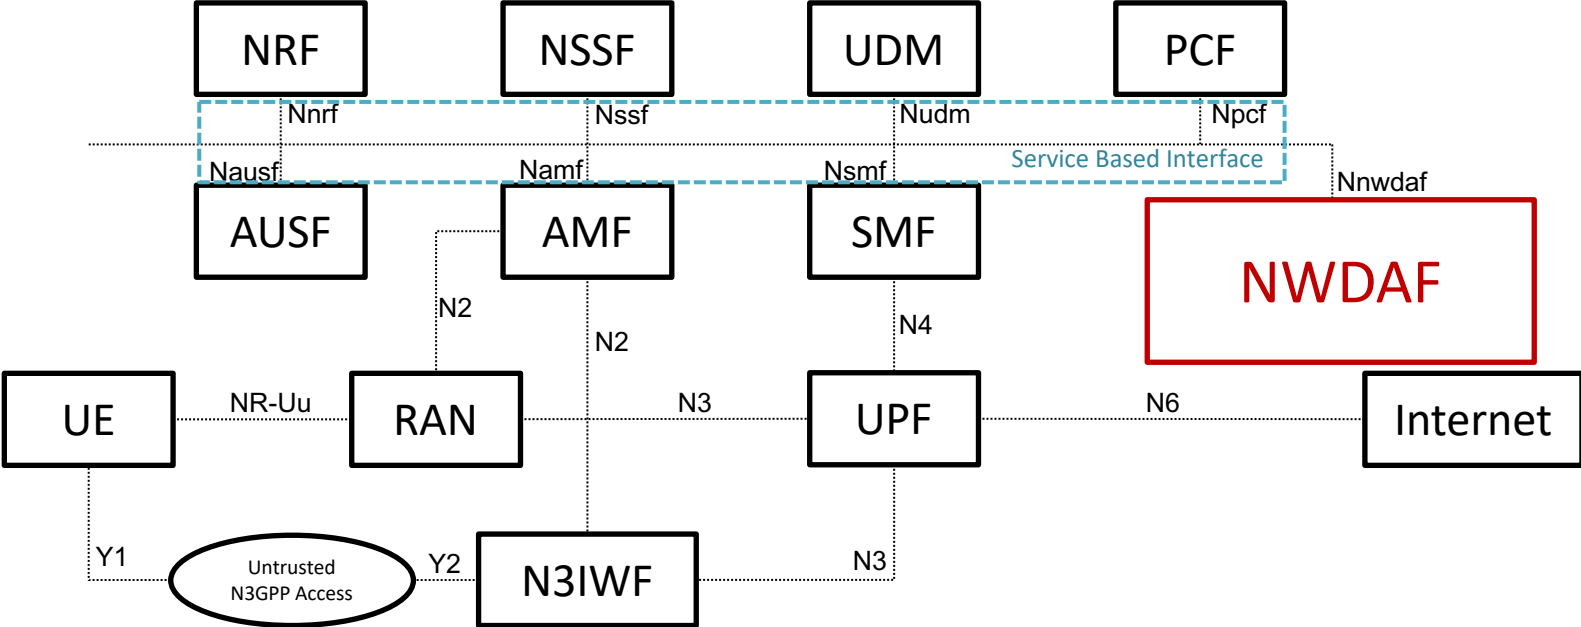 NRF
NSSF
UDM
PCF
Nnrf
Nssf
Nudm
Npcf
Service Based Interface
Nausf
Namf
Nsmf
Nnwdaf
AUSF
AMF
SMF
NWDAF
N2
N2
N4
UE
NR-Uu
RAN
N3
UPF
N6
Internet
Y1
Untrusted
N3GPP Access
Y2
N3IWF
N3